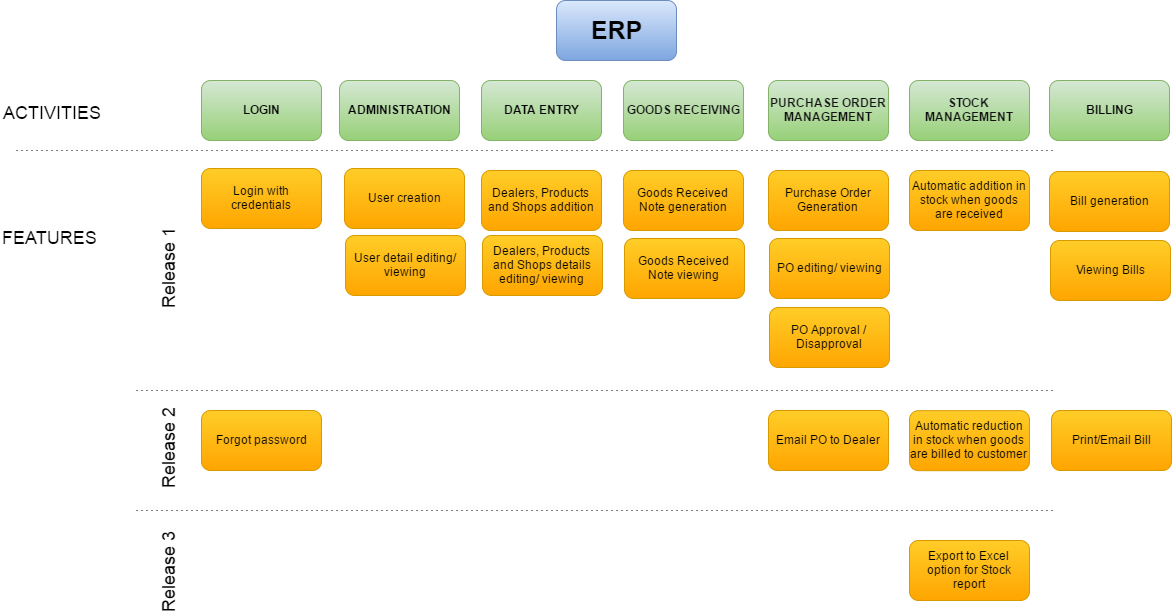 ERP
ACTIVITIES
LOGIN
ADMINISTRATION
DATA ENTRY
GOODS RECEIVING
PURCHASE ORDER
MANAGEMENT
STOCK
MANAGEMENT
BILLING
FEATURES
Release 1
Login with
credentials
User creation
Dealers, Products
and Shops addition
Goods Received
Note generation
Purchase Order
Generation
Automatic addition in
stock when goods
are received
Bill generation
User detail editing/
viewing
Dealers, Products
and Shops details
editing/ viewing
Goods Received
Note viewing
PO editing/ viewing
Viewing Bills
PO Approval /
Disapproval
Release 2
Forgot password
Email PO to Dealer
Automatic reduction
in stock when goods
are billed to customer
Print/Email Bill
Release 3
Export to Excel
option for Stock
report